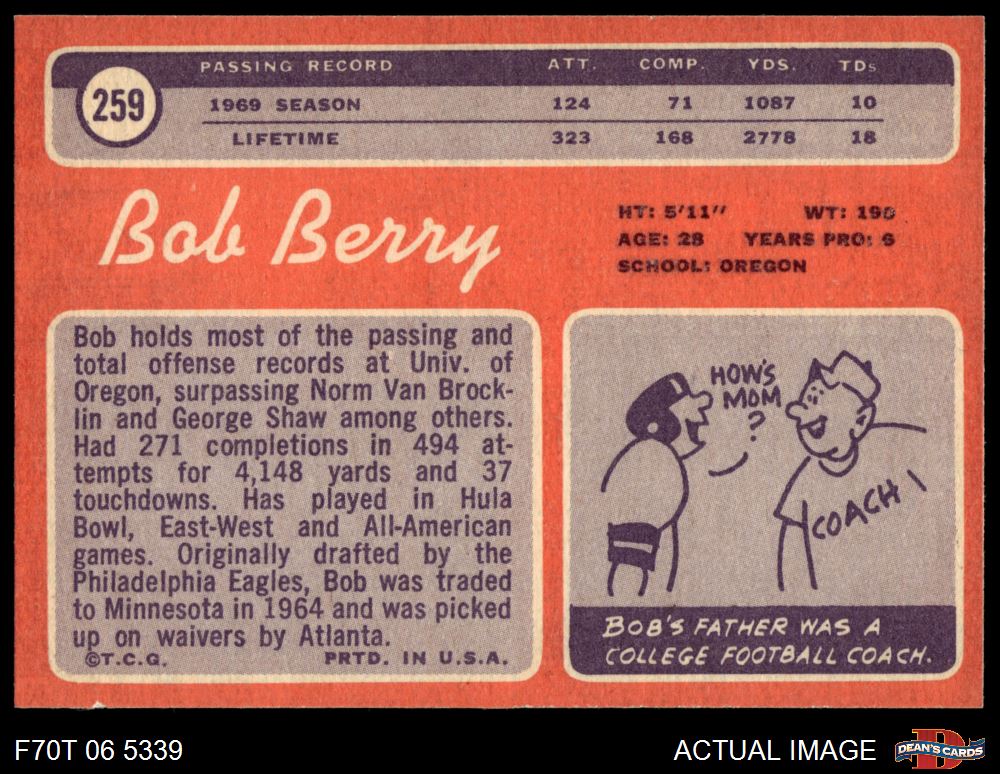 259
PASSING RECORD ATT. COMP. YDS. TDs
1969 SEASON 124 71 1087 10
LIFETIME 323 168 2778 18
Bob Berry
HT: 5'11" WT: 190
AGE: 28 YEARS PRO: 6
SCHOOL: OREGON
Bob holds most of the passing and
total offense records at Univ. of
Oregon, surpassing Norm Van Brock-
lin and George Shaw among others.
Had 271 completions in 494 at-
tempts for 4,148 yards and 37
touchdowns. Has played in Hula
Bowl, East-West and All-American
games. Originally drafted by the
Philadelphia Eagles, Bob was traded
to Minnesota in 1964 and was picked
up on waivers by Atlanta.
©T.C.G. PRTD. IN U.S.A.
HOW'S
MOM
?
COACH
BOB'S FATHER WAS A
COLLEGE FOOTBALL COACH.
F70T 06 5339 ACTUAL IMAGE
D
DEAN'S CARDS